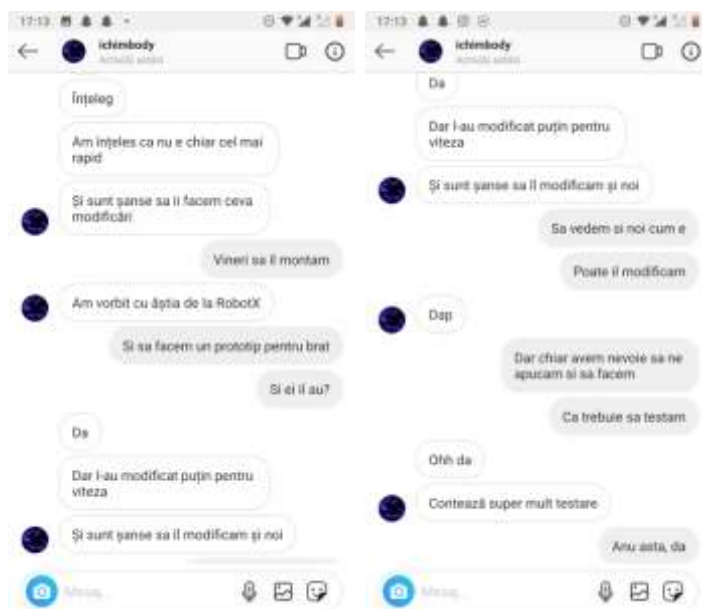 17:13
ichimbody
Înțeleg
Am înțeles ca nu e chiar cel mai
rapid
Și sunt șanse sa ii facem ceva
modificări
Vineri sa il montam
Am vorbit cu ăștia de la RobotX
Si sa facem un prototip pentru brat
Si ei il au?
Da
Dar l-au modificat puțin pentru
viteza
Și sunt șanse sa îl modificam și noi
Mesaj...
17:13
ichimbody
Da
Dar l-au modificat puțin pentru
viteza
Și sunt șanse sa îl modificam și noi
Sa vedem si noi cum e
Poate il modificam
Dap
Dar chiar avem nevoie sa ne
apucam si sa facem
Ca trebuie sa testam
Ohh da
Contează super mult testare
Anu asta, da
Mesaj...